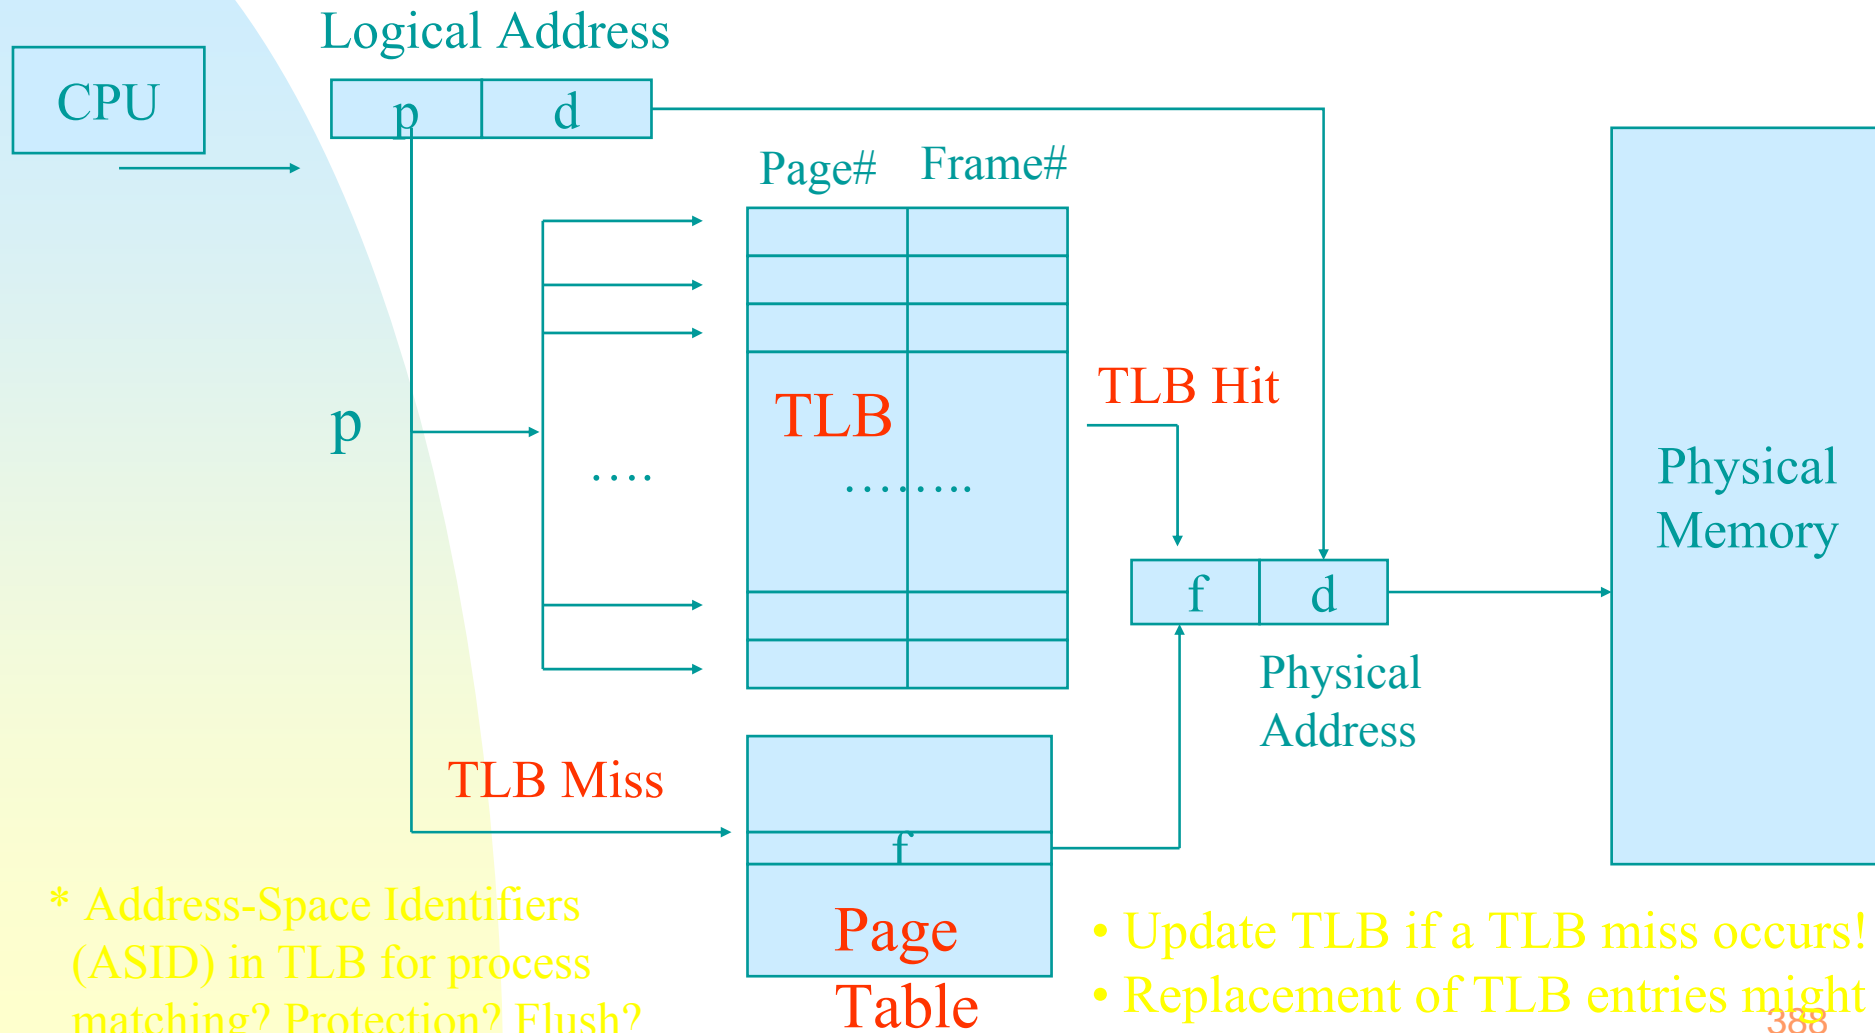 Logical Address
CPU
p d
Page# Frame#
TLB Hit
TLB
p
....
........
Physical
Memory
f d
Physical
Address
TLB Miss
f
* Address-Space Identifiers
(ASID) in TLB for process
matching? Protection? Flush?
Page
Table
• Update TLB if a TLB miss occurs!
• Replacement of TLB entries might
388